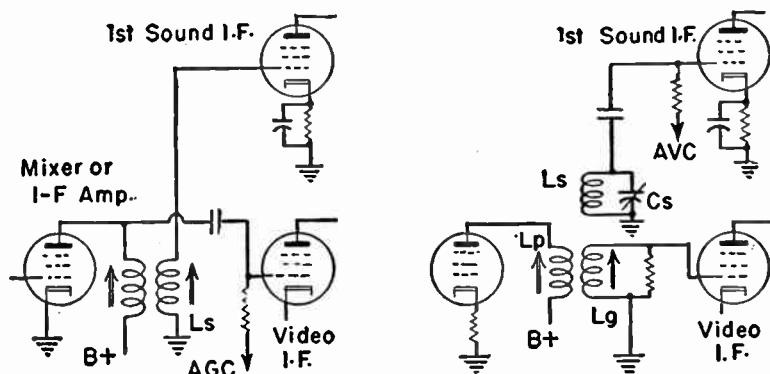 1st Sound I.F.
Mixer or
I-F Amp.
Ls
B+
AGC
Video
I.F.
1st Sound I.F.
AVC
Ls
Cs
Lp
Lg
B+
Video
I.F.